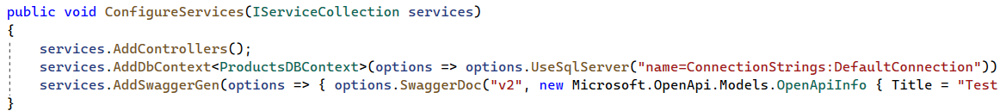 public void ConfigureServices(IServiceCollection services)
{
services.AddControllers();
services.AddDbContext<ProductsDBContext>(options => options.UseSqlServer("name=ConnectionStrings:DefaultConnection"))
services.AddSwaggerGen(options => { options.SwaggerDoc("v2", new Microsoft.OpenApi.Models.OpenApiInfo { Title = "Test
}